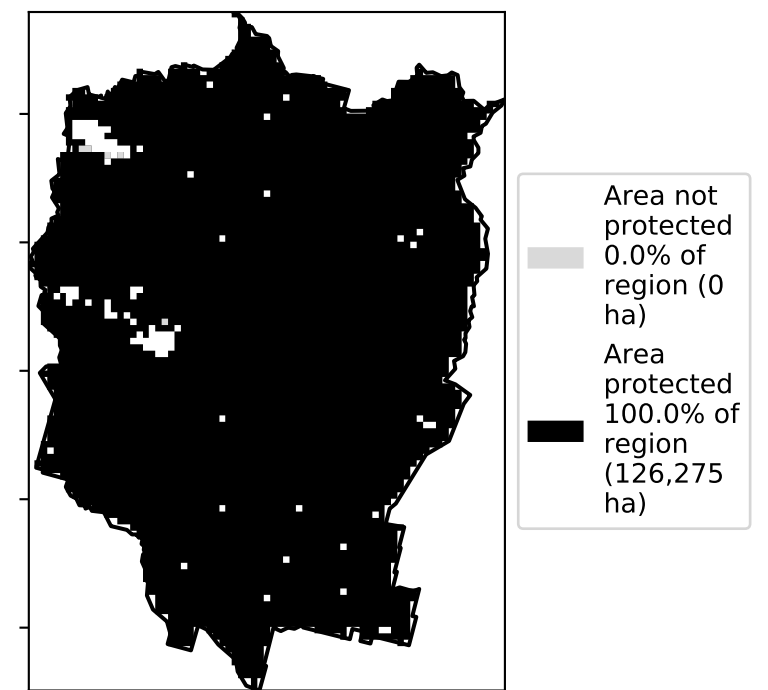 Area not
protected
0.0% of
region (0
ha)
Area
protected
100.0% of
region
(126,275
ha)